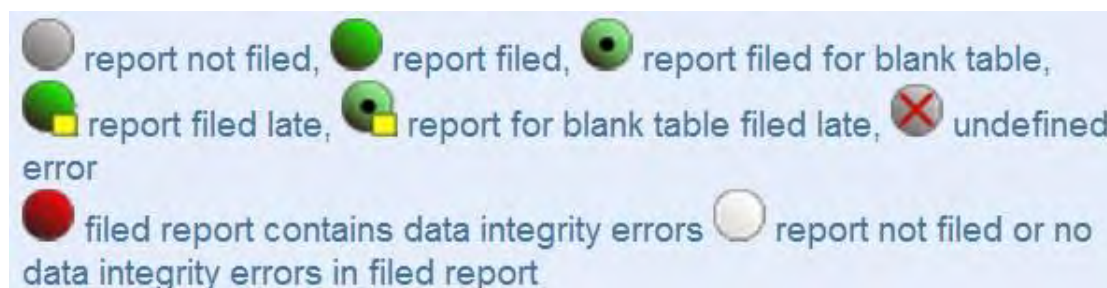 report not filed, report filed, report filed for blank table,
report filed late, report for blank table filed late, undefined
error
filed report contains data integrity errors report not filed or no
data integrity errors in filed report